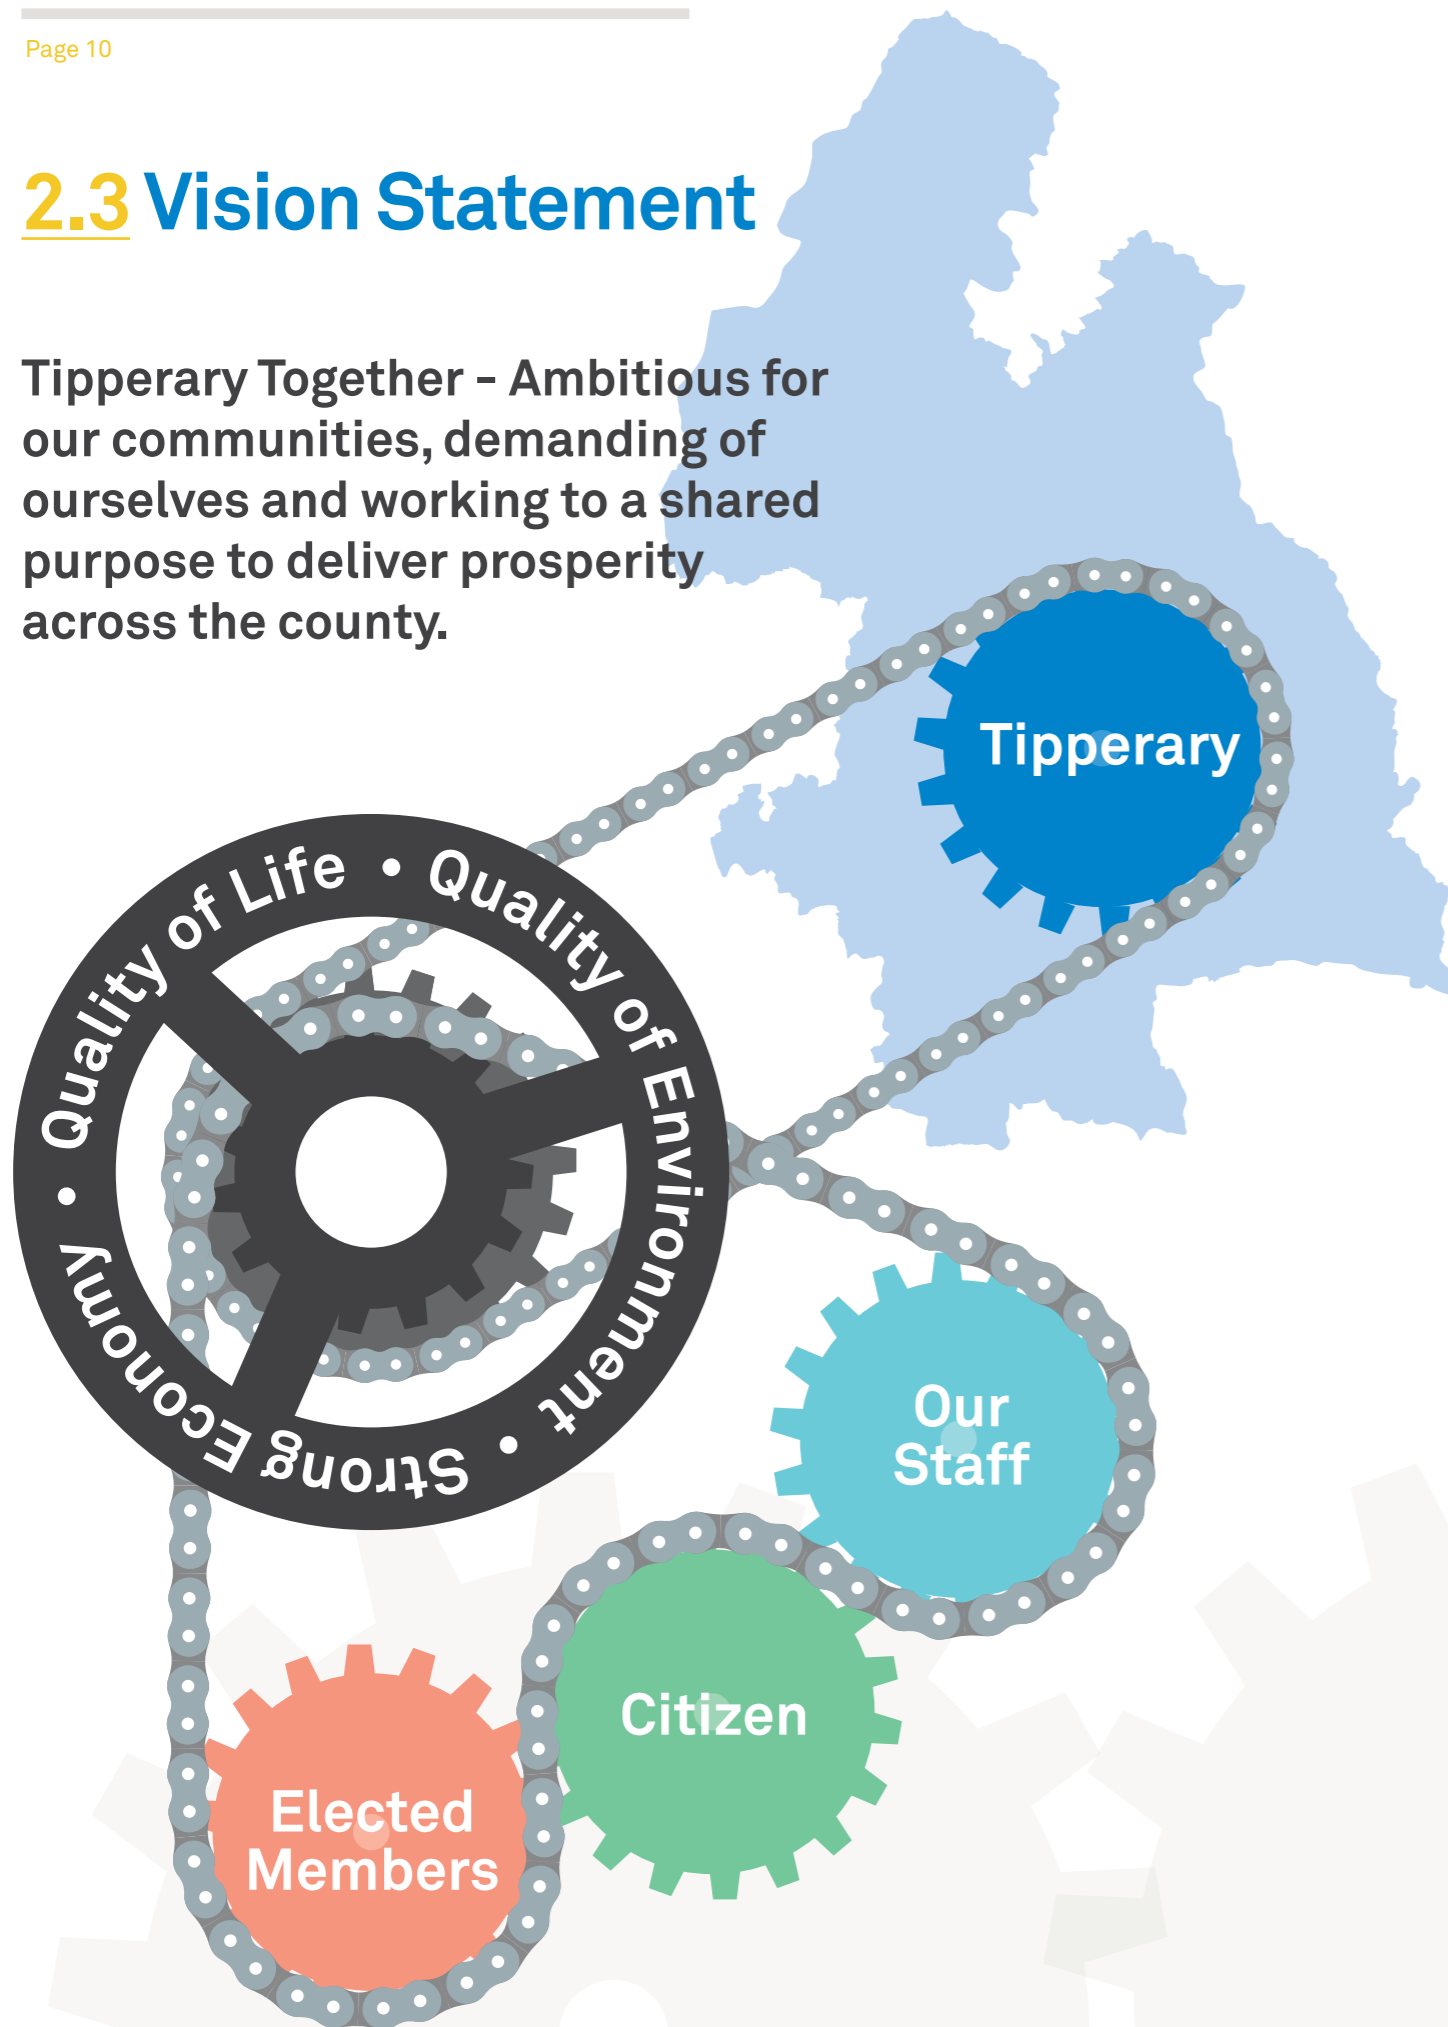 Page 10
2.3 Vision Statement
Tipperary Together - Ambitious for
our communities, demanding of
ourselves and working to a shared
purpose to deliver prosperity
across the county.
Tipperary
Quality of Life • Quality of Environment • Strong Economy •
Our
Staff
Citizen
Elected
Members